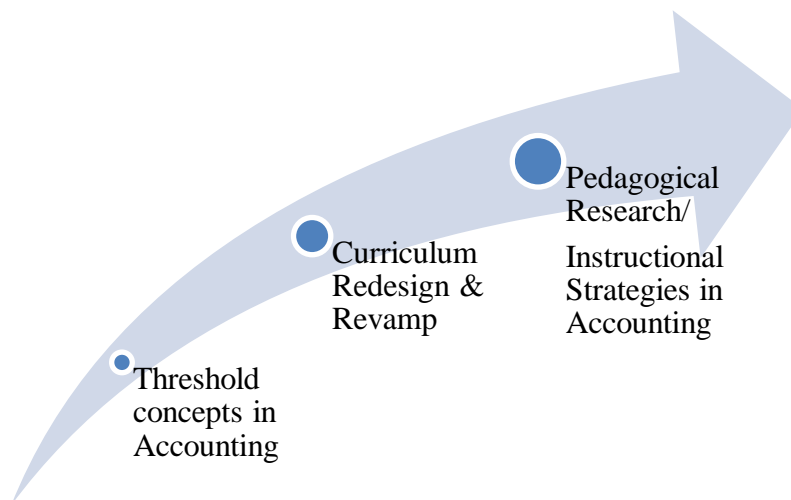 Pedagogical
Research/
Instructional
Strategies in
Accounting
Curriculum
Redesign &
Revamp
Threshold
concepts in
Accounting